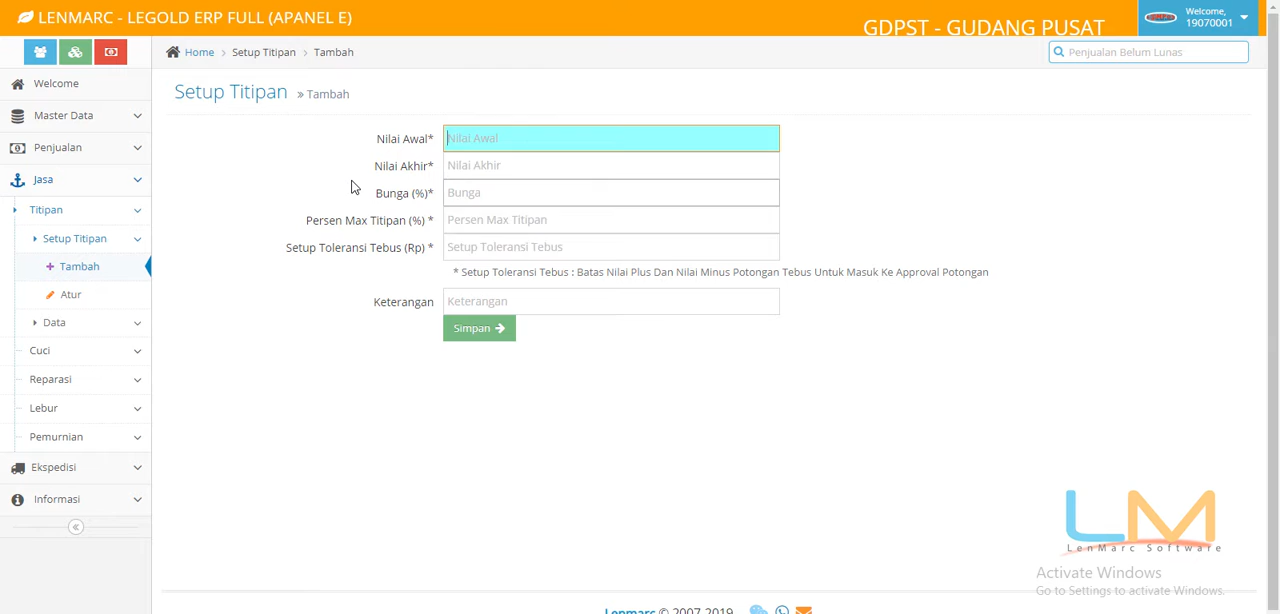 LENMARC - LEGOLD ERP FULL (APANEL E)
GDPST - GUDANG PUSAT
Welcome,
19070001
Home > Setup Titipan > Tambah
Penjualan Belum Lunas
Welcome
Master Data
Penjualan
Jasa
Titipan
Setup Titipan
Tambah
Atur
Data
Cuci
Reparasi
Lebur
Pemurnian
Ekspedisi
Informasi
Setup Titipan » Tambah
Nilai Awal* Nilai Awal
Nilai Akhir* Nilai Akhir
Bunga (%)* Bunga
Persen Max Titipan (%) * Persen Max Titipan
Setup Toleransi Tebus (Rp) * Setup Toleransi Tebus
* Setup Toleransi Tebus : Batas Nilai Plus Dan Nilai Minus Potongan Tebus Untuk Masuk Ke Approval Potongan
Keterangan Keterangan
Simpan
LM
LenMarc Software
Activate Windows
Go to Settings to activate Windows.
Lenmarc © 2007-2019